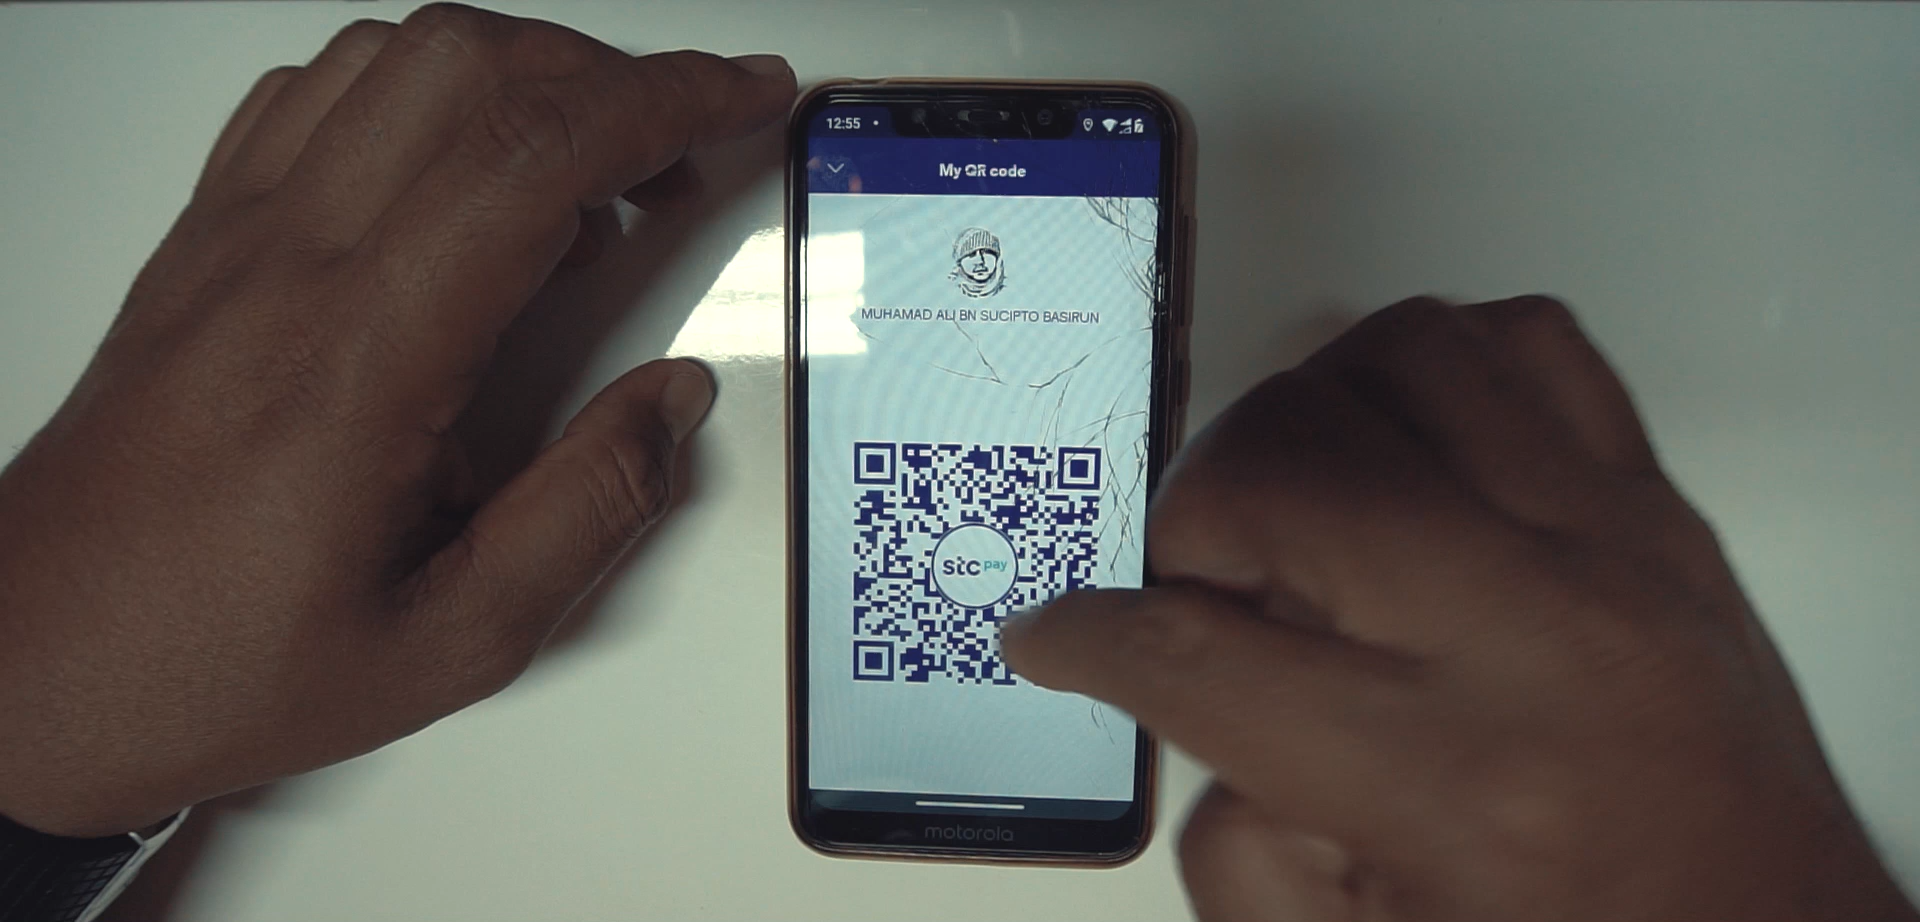 12:55
My QR code
MUHAMAD ALI BN SUCIPTO BASIRUN
stc pay
motorola